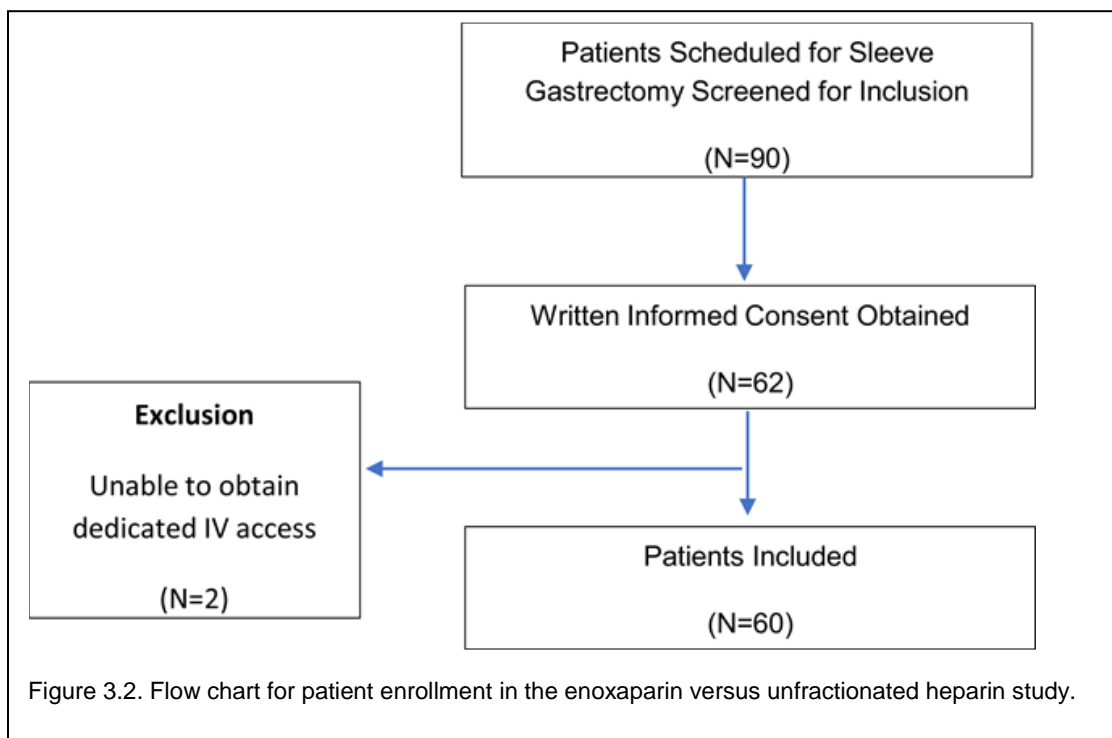 Patients Scheduled for Sleeve
Gastrectomy Screened for Inclusion
(N=90)
Written Informed Consent Obtained
(N=62)
Exclusion
Unable to obtain
dedicated IV access
(N=2)
Patients Included
(N=60)
Figure 3.2. Flow chart for patient enrollment in the enoxaparin versus unfractionated heparin study.